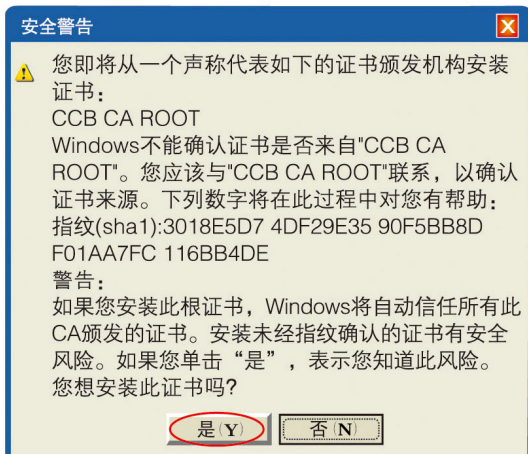 安全警告
您即将从一个声称代表如下的证书颁发机构安装
证书：
CCB CA ROOT
Windows不能确认证书是否来自"CCB CA
ROOT"。您应该与"CCB CA ROOT"联系，以确认
证书来源。下列数字将在此过程中对您有帮助：
指纹(sha1):3018E5D7 4DF29E35 90F5BB8D
F01AA7FC 116BB4DE
警告：
如果您安装此根证书，Windows将自动信任所有此
CA颁发的证书。安装未经指纹确认的证书有安全
风险。如果您单击“是”，表示您知道此风险。
您想安装此证书吗?
是(Y) 否(N)